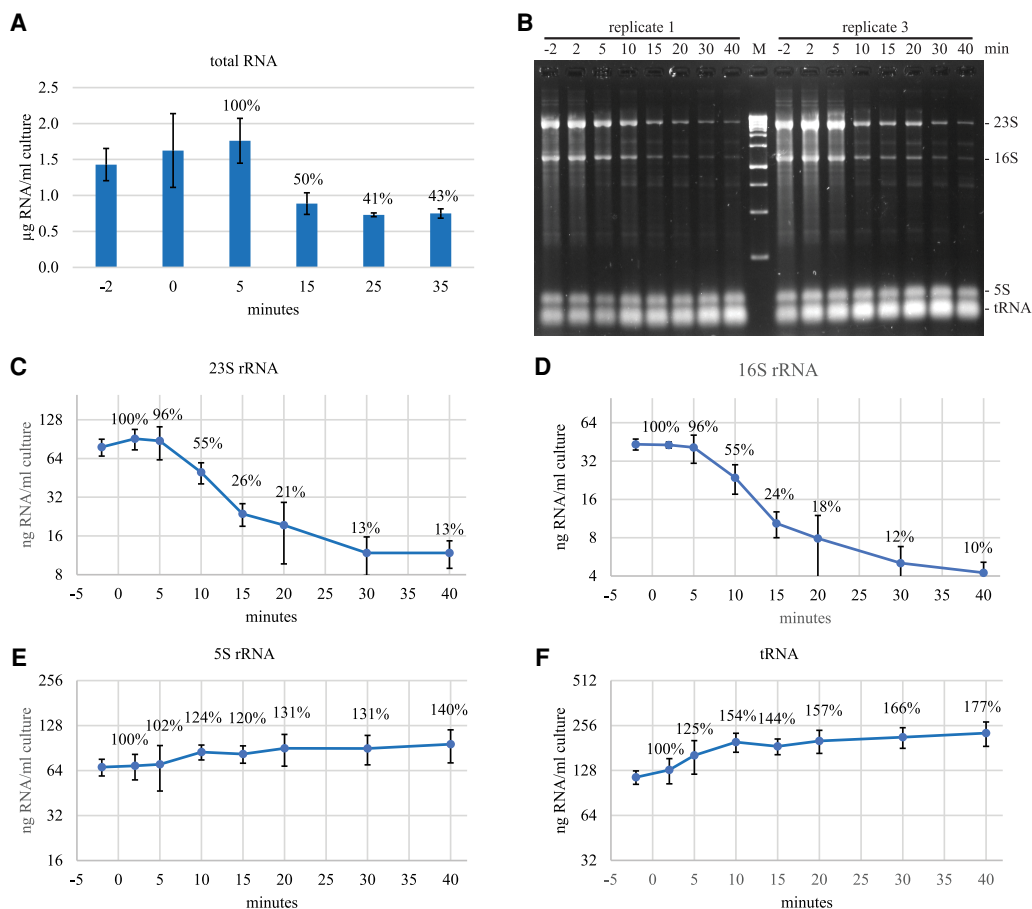 A
total RNA
µg RNA/ml culture
2.5
2.0
1.5
1.0
0.5
0.0
100%
50%
41%
43%
-2 0 5 15 25 35
minutes
B
replicate 1 replicate 3
-2 2 5 10 15 20 30 40 M -2 2 5 10 15 20 30 40 min
- 23S
- 16S
- 5S
- tRNA
C
23S rRNA
ng RNA/ml culture
128
64
32
16
8
100% 96%
55%
26%
21%
13% 13%
-5 0 5 10 15 20 25 30 35 40
minutes
D
16S rRNA
ng RNA/ml culture
64
32
16
8
4
100% 96%
55%
24%
18%
12%
10%
-5 0 5 10 15 20 25 30 35 40
minutes
E
5S rRNA
ng RNA/ml culture
256
128
64
32
16
100% 102% 124% 120% 131% 131% 140%
-5 0 5 10 15 20 25 30 35 40
minutes
F
tRNA
ng RNA/ml culture
512
256
128
64
32
100% 125% 154% 144% 157% 166% 177%
-5 0 5 10 15 20 25 30 35 40
minutes